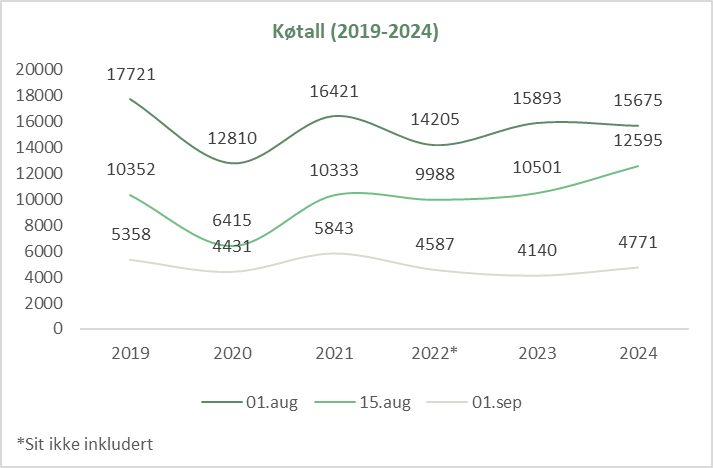 Køtall (2019-2024)
20000
18000
16000
14000
12000
10000
8000
6000
4000
2000
0
17721 12810 16421 14205 15893 15675
10352 6415 10333 9988 10501 12595
5358 4431 5843 4587 4140 4771
2019 2020 2021 2022* 2023 2024
01.aug 15.aug 01.sep
*Sit ikke inkludert